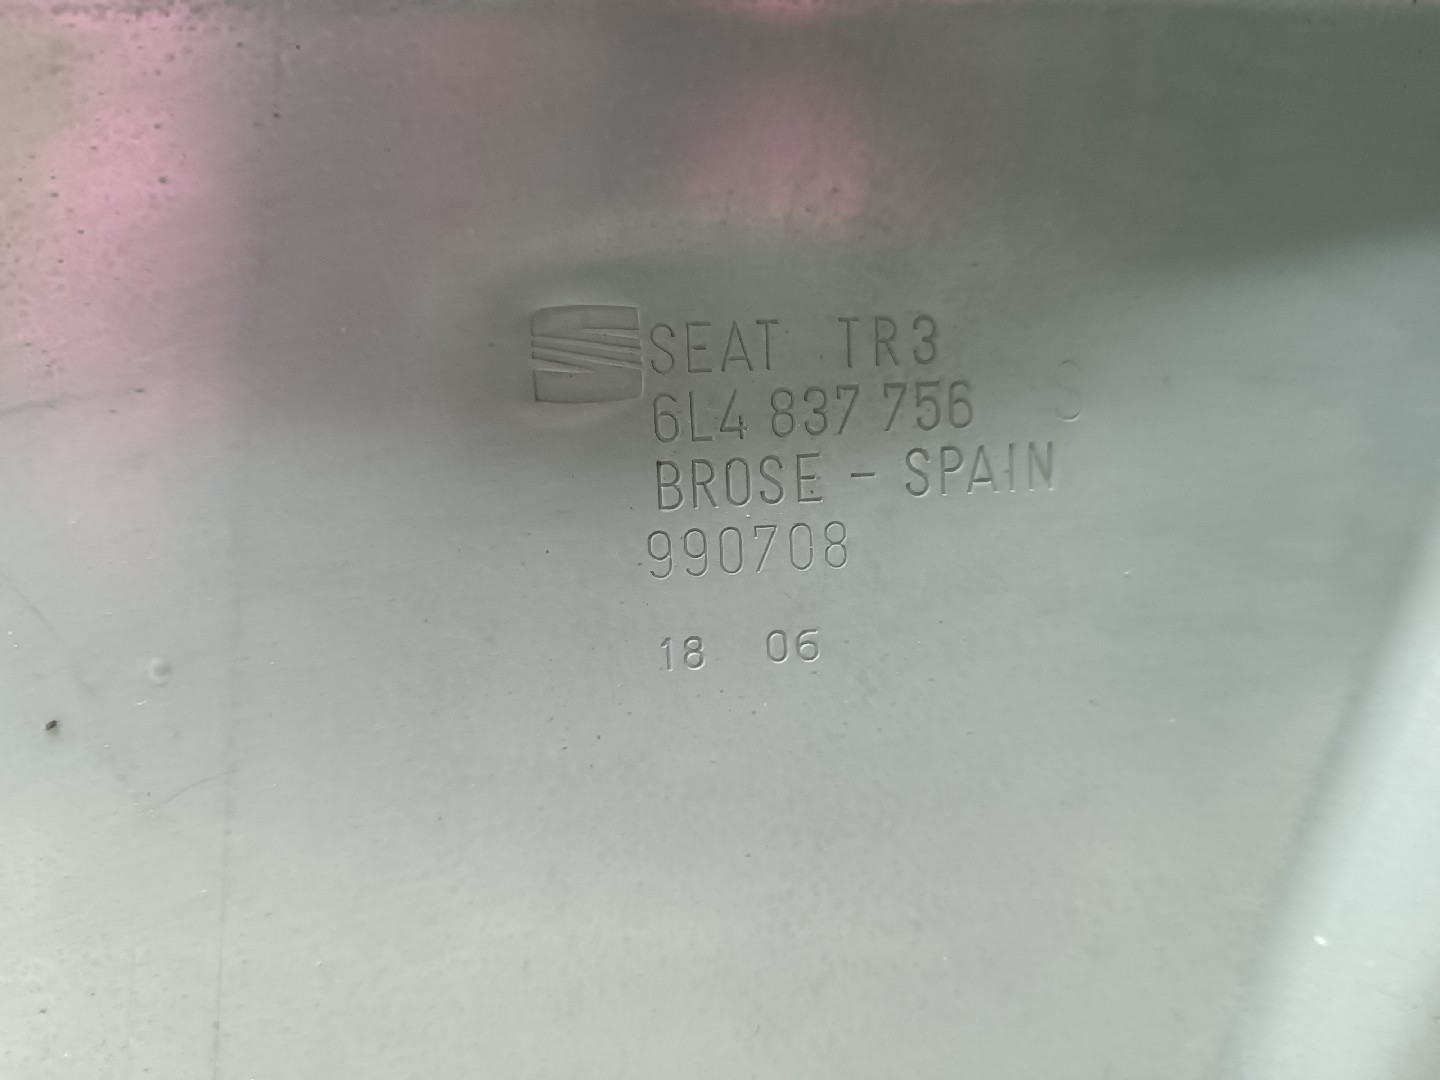 SEAT TR3
6L4 837 756 S
BROSE - SPAIN
990708
18 06